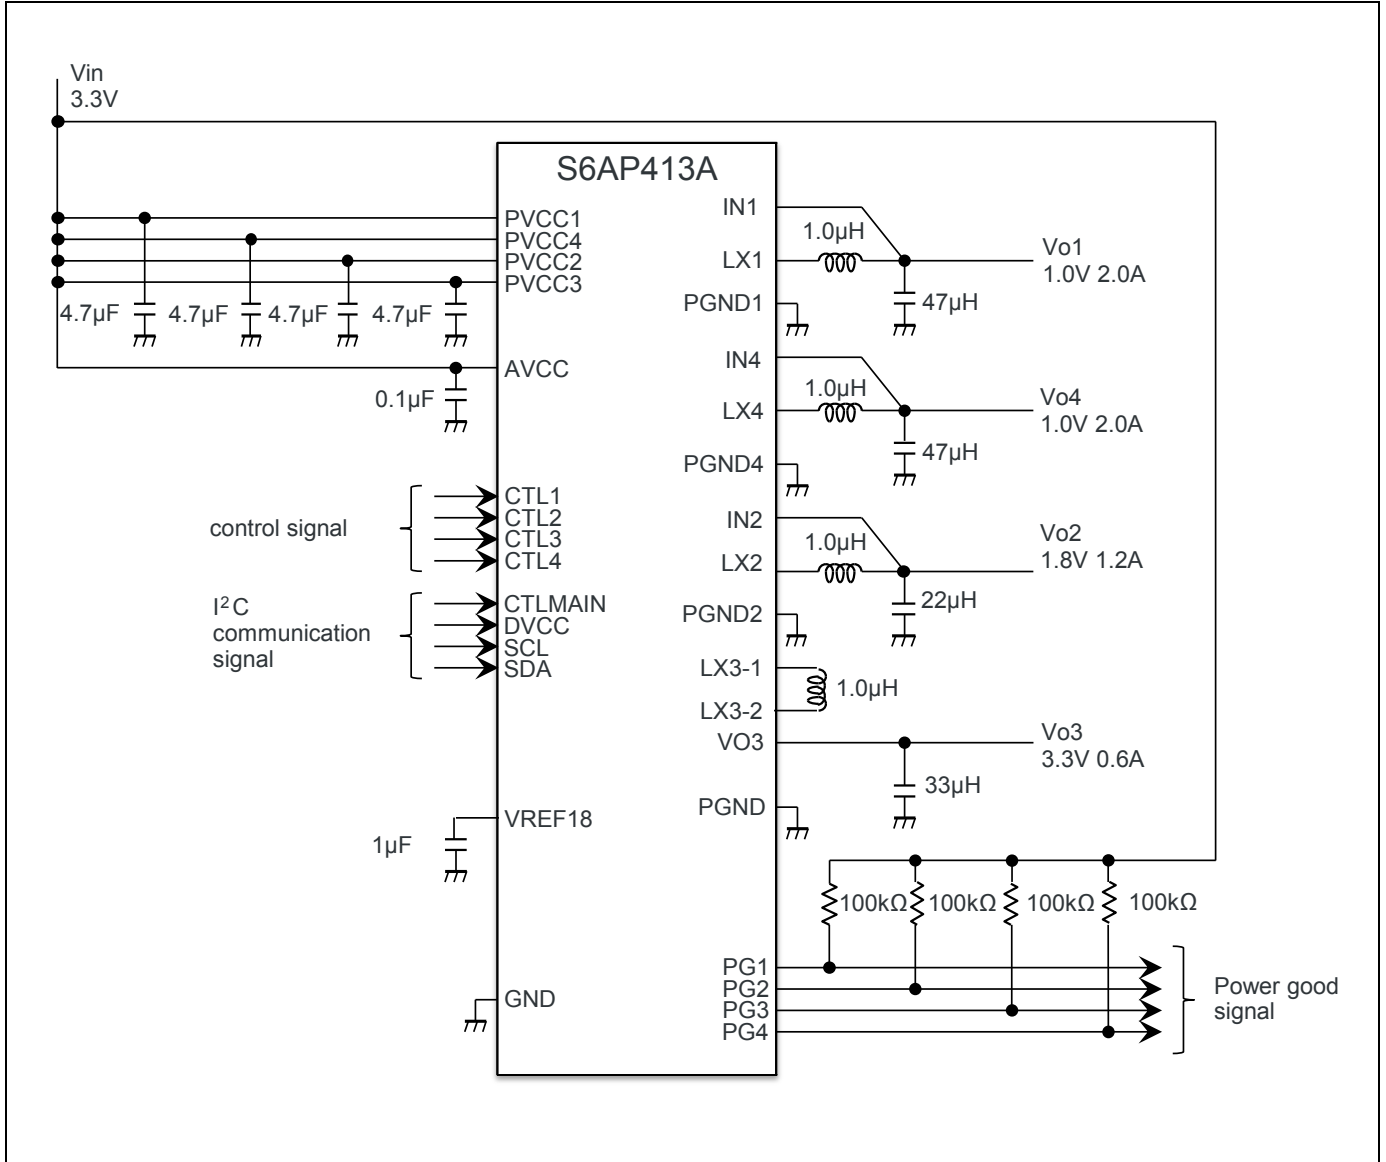 Vin
3.3V
S6AP413A
PVCC1
PVCC4
PVCC2
PVCC3
4.7µF
4.7µF
4.7µF
4.7µF
AVCC
0.1µF
control signal
CTL1
CTL2
CTL3
CTL4
I²C
communication
signal
CTLMAIN
DVCC
SCL
SDA
VREF18
1µF
GND
IN1
1.0µH
LX1
Vo1
1.0V 2.0A
PGND1
47µH
IN4
1.0µH
LX4
Vo4
1.0V 2.0A
PGND4
47µH
IN2
1.0µH
LX2
Vo2
1.8V 1.2A
PGND2
22µH
LX3-1
1.0µH
LX3-2
VO3
Vo3
3.3V 0.6A
33µH
PGND
100kΩ
100kΩ
100kΩ
100kΩ
PG1
PG2
PG3
PG4
Power good
signal